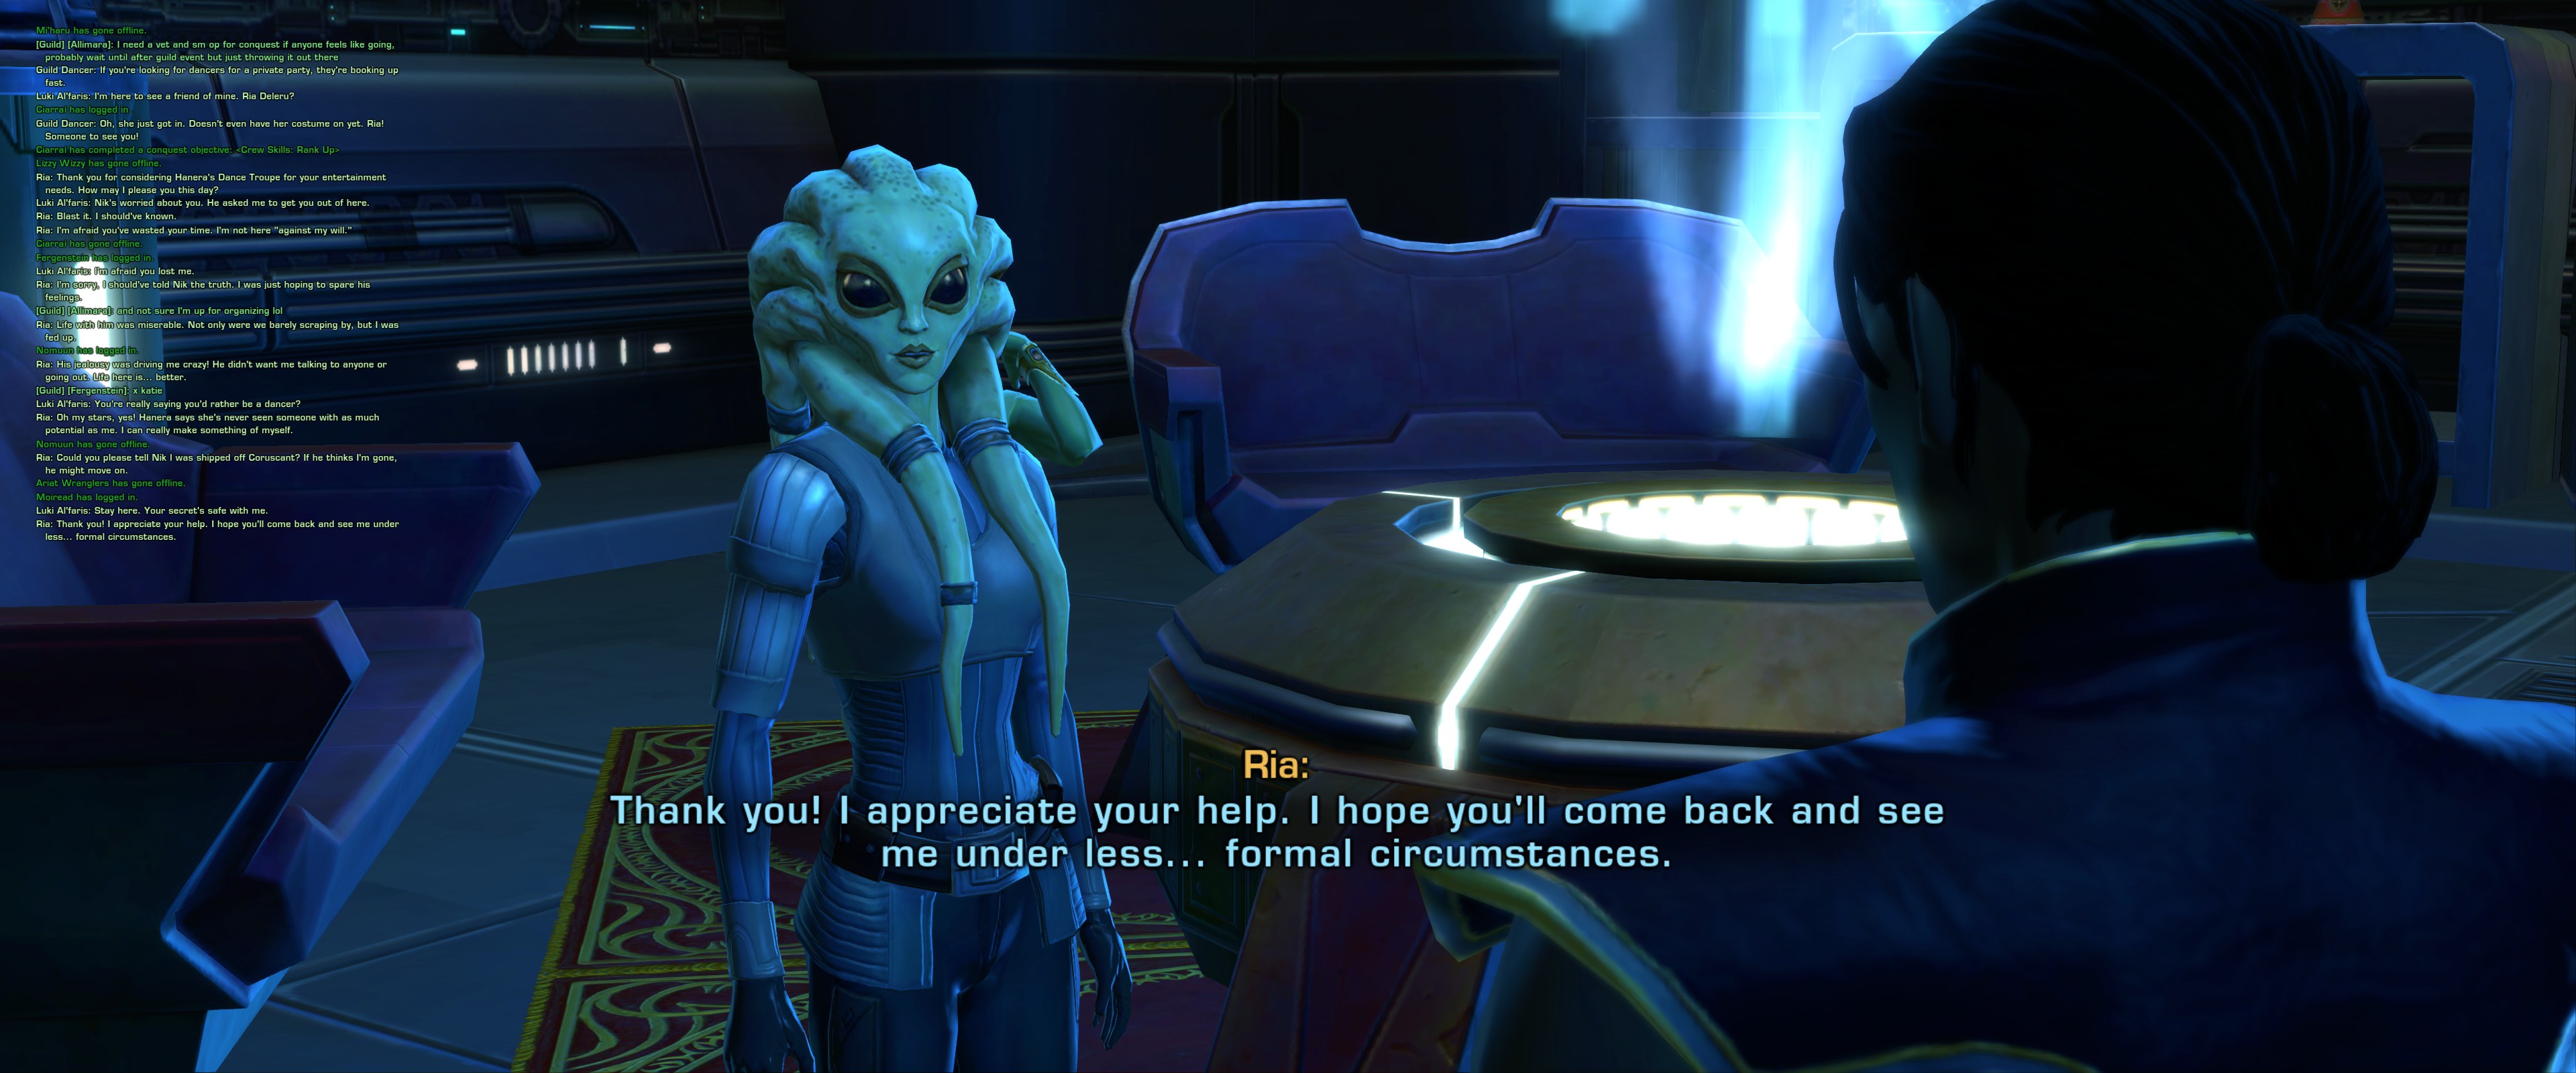 Mi'haru has gone offline.
[Guild] [Allimara]: I need a vet and sm op for conquest if anyone feels like going,
probably wait until after guild event but just throwing it out there
Guild Dancer: If you're looking for dancers for a private party, they're booking up
fast.
Luki Al'faris: I'm here to see a friend of mine. Ria Deleru?
Ciarrai has logged in.
Guild Dancer: Oh, she just got in. Doesn't even have her costume on yet. Ria!
Someone to see you!
Ciarrai has completed a conquest objective: <Crew Skills: Rank Up>
Lizzy Wizzy has gone offline.
Ria: Thank you for considering Hanera's Dance Troupe for your entertainment
needs. How may I please you this day?
Luki Al'faris: Nik's worried about you. He asked me to get you out of here.
Ria: Blast it. I should've known.
Ria: I'm afraid you've wasted your time. I'm not here "against my will."
Ciarrai has gone offline.
Fergenstein has logged in.
Luki Al'faris: I'm afraid you lost me.
Ria: I'm sorry, I should've told Nik the truth. I was just hoping to spare his
feelings.
[Guild] [Allimara]: and not sure I'm up for organizing lol
Ria: Life with him was miserable. Not only were we barely scraping by, but I was
fed up.
Nomuun has logged in.
Ria: His jealousy was driving me crazy! He didn't want me talking to anyone or
going out. Life here is... better.
[Guild] [Fergenstein]: x katie
Luki Al'faris: You're really saying you'd rather be a dancer?
Ria: Oh my stars, yes! Hanera says she's never seen someone with as much
potential as me. I can really make something of myself.
Nomuun has gone offline.
Ria: Could you please tell Nik I was shipped off Coruscant? If he thinks I'm gone,
he might move on.
Ariat Wranglers has gone offline.
Moiread has logged in.
Luki Al'faris: Stay here. Your secret's safe with me.
Ria: Thank you! I appreciate your help. I hope you'll come back and see me under
less... formal circumstances.
Ria:
Thank you! I appreciate your help. I hope you'll come back and see
me under less... formal circumstances.